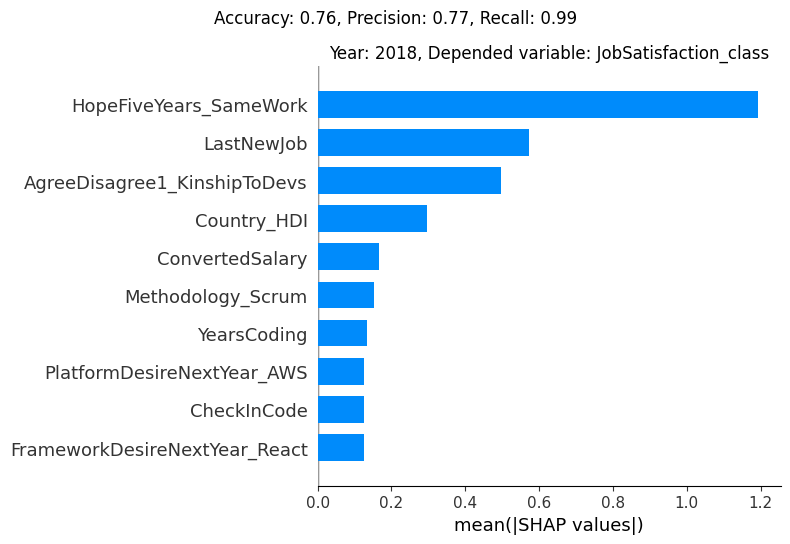 Accuracy: 0.76, Precision: 0.77, Recall: 0.99
Year: 2018, Depended variable: JobSatisfaction_class
HopeFiveYears_SameWork
LastNewJob
AgreeDisagree1_KinshipToDevs
Country_HDI
ConvertedSalary
Methodology_Scrum
YearsCoding
PlatformDesireNextYear_AWS
CheckInCode
FrameworkDesireNextYear_React
0.0 0.2 0.4 0.6 0.8 1.0 1.2
mean(|SHAP values|)